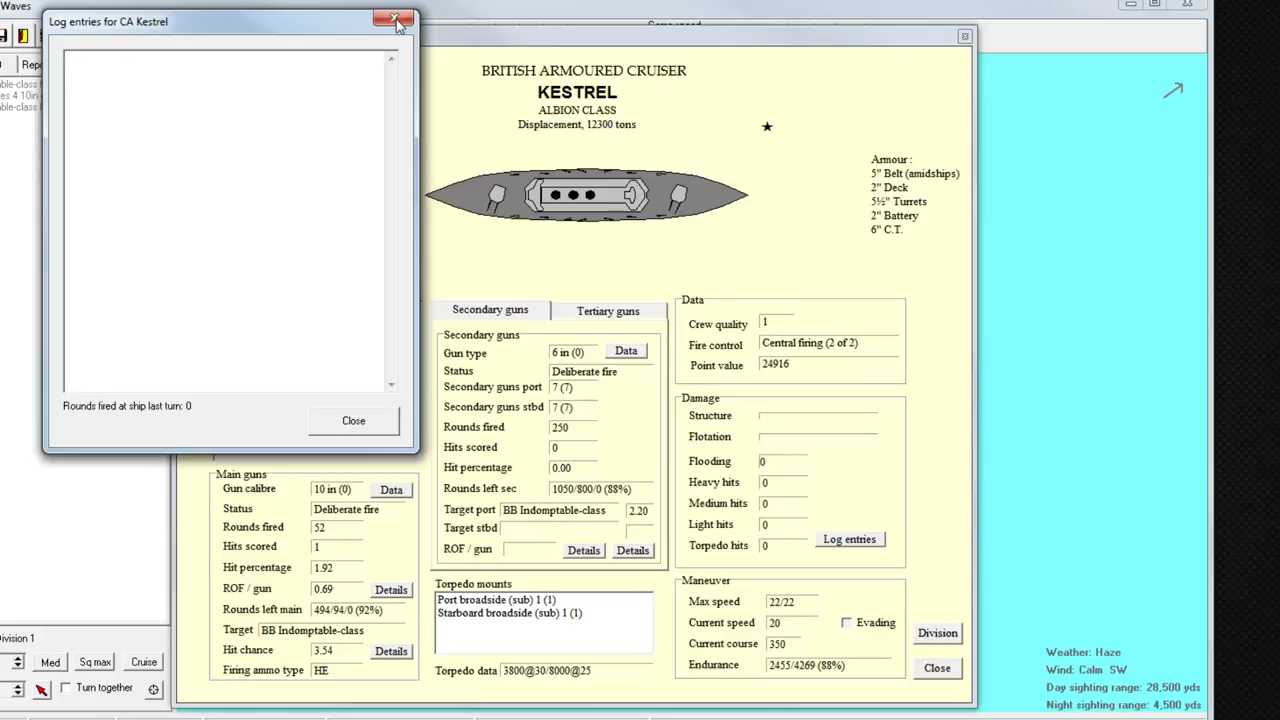 Waves
Log entries for CA Kestrel
Repo
Rounds fired at ship last turn: 0
Close
BRITISH ARMOURED CRUISER
KESTREL
ALBION CLASS
Displacement, 12300 tons
Armour :
5" Belt (amidships)
2" Deck
5½" Turrets
2" Battery
6" C.T.
Secondary guns
Tertiary guns
Secondary guns
Gun type 6 in (0) Data
Status Deliberate fire
Secondary guns port 7 (7)
Secondary guns stbd 7 (7)
Rounds fired 250
Hits scored 0
Hit percentage 0.00
Rounds left sec 1050/800/0 (88%)
Target port BB Indomptable-class 2.20
Target stbd
ROF / gun Details Details
Data
Crew quality 1
Fire control Central firing (2 of 2)
Point value 24916
Damage
Structure
Flotation
Flooding 0
Heavy hits 0
Medium hits 0
Light hits 0
Torpedo hits 0
Log entries
Main guns
Gun calibre 10 in (0) Data
Status Deliberate fire
Rounds fired 52
Hits scored 1
Hit percentage 1.92
ROF / gun 0.69 Details
Rounds left main 494/94/0 (92%)
Target BB Indomptable-class
Hit chance 3.54 Details
Firing ammo type HE
Torpedo mounts
Port broadside (sub) 1 (1)
Starboard broadside (sub) 1 (1)
Torpedo data 3800@30/8000@25
Maneuver
Max speed 22/22
Current speed 20 Evading
Current course 350
Endurance 2455/4269 (88%)
Division
Close
Division 1
Med Sq max Cruise
Turn together
Weather: Haze
Wind: Calm SW
Day sighting range: 28,500 yds
Night sighting range: 4,500 yds